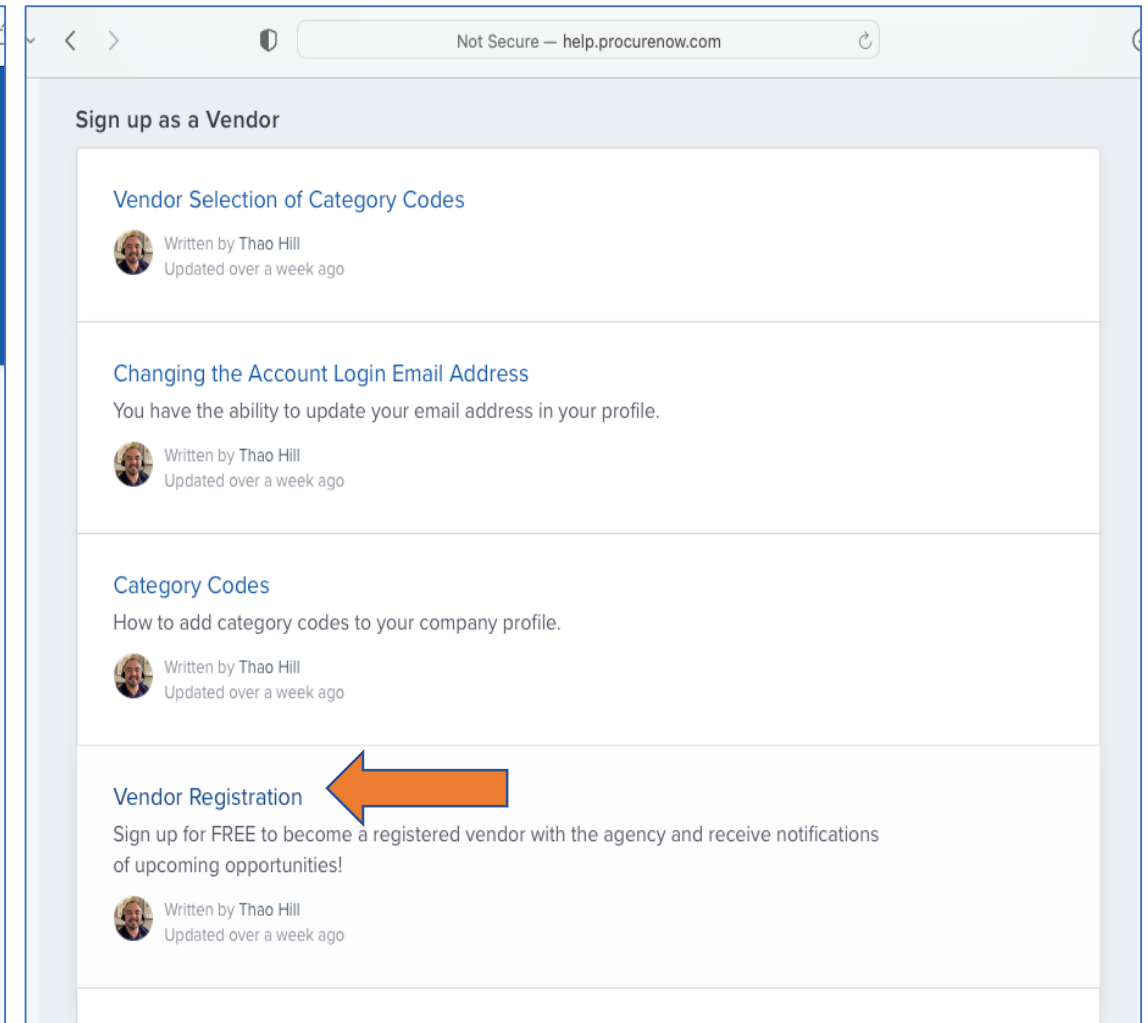 Not Secure — help.procurenow.com
Sign up as a Vendor
Vendor Selection of Category Codes
Written by Thao Hill
Updated over a week ago
Changing the Account Login Email Address
You have the ability to update your email address in your profile.
Written by Thao Hill
Updated over a week ago
Category Codes
How to add category codes to your company profile.
Written by Thao Hill
Updated over a week ago
Vendor Registration
Sign up for FREE to become a registered vendor with the agency and receive notifications
of upcoming opportunities!
Written by Thao Hill
Updated over a week ago